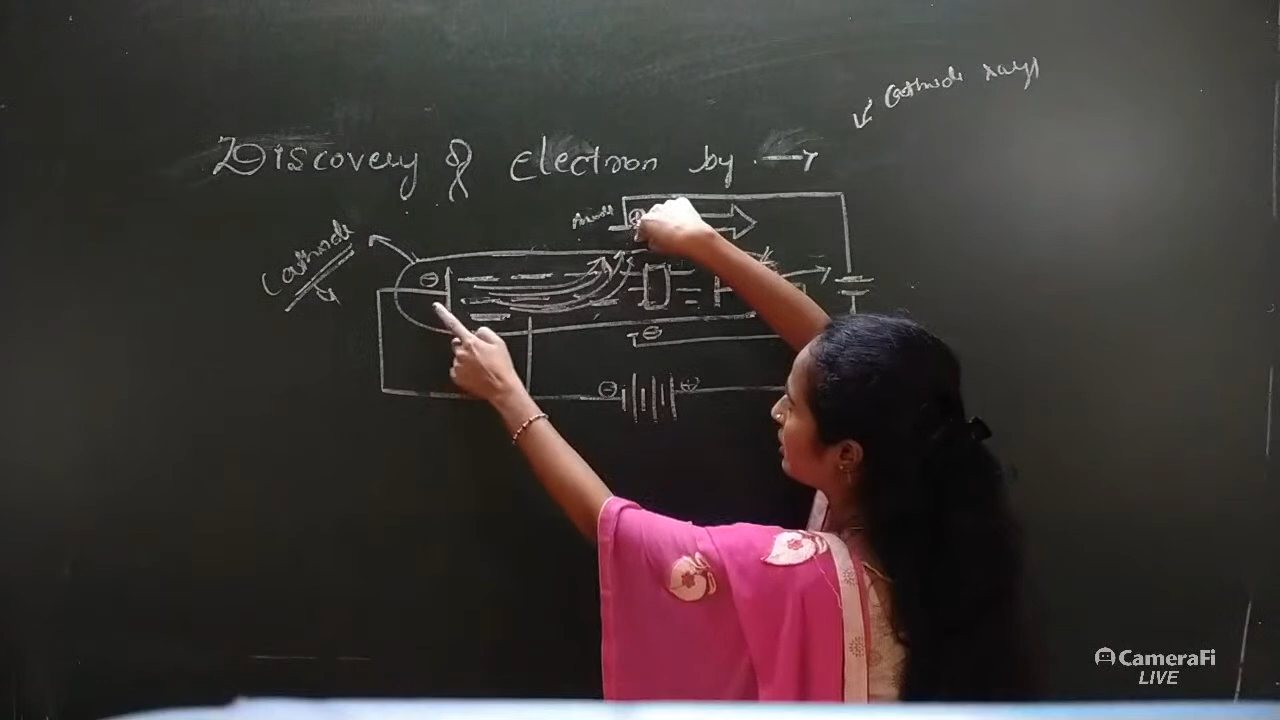 Cathode rays
Discovery of electron by →
Anode
Cathode
CameraFi
LIVE